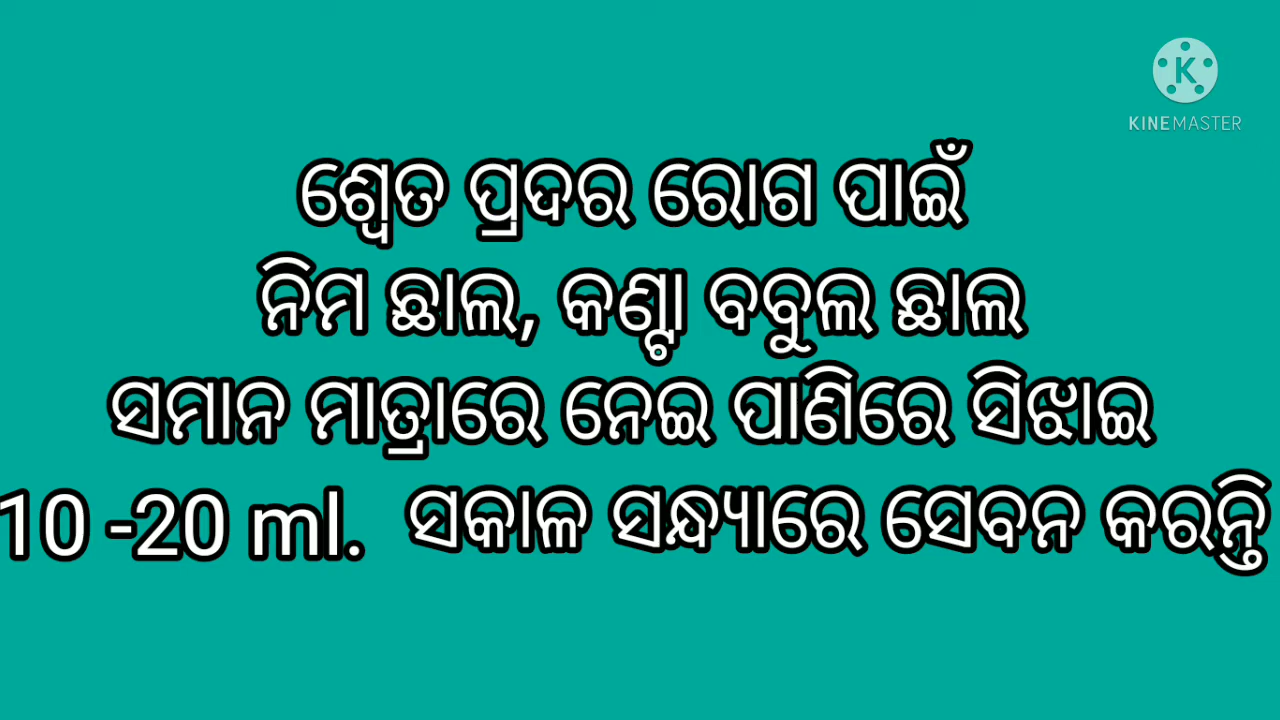 KINEMASTER
ଶ୍ଵେତ ପ୍ରଦର ରୋଗ ପାଇଁ
ନିମ ଛାଲ, କଣ୍ଟା ବବୁଲ ଛାଲ
ସମାନ ମାତ୍ରାରେ ନେଇ ପାଣିରେ ସିଝାଇ
10 -20 ml. ସକାଳ ସନ୍ଧ୍ୟାରେ ସେବନ କରନ୍ତି